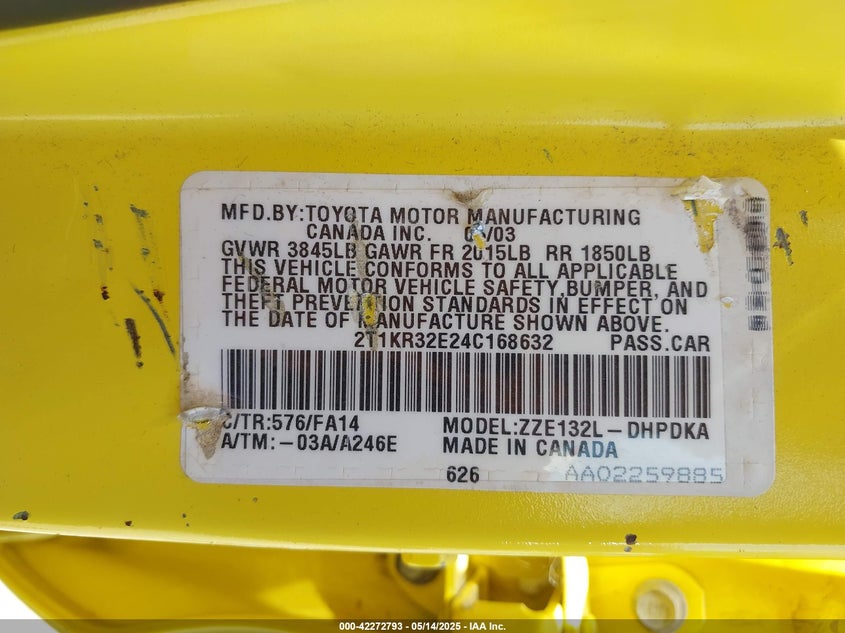 MFD.BY:TOYOTA MOTOR MANUFACTURING
CANADA INC. /03
GVWR 3845LB GAWR FR 2015LB RR 1850LB
THIS VEHICLE CONFORMS TO ALL APPLICABLE
FEDERAL MOTOR VEHICLE SAFETY,BUMPER, AND
THEFT PREVENTION STANDARDS IN EFFECT ON
THE DATE OF MANUFACTURE SHOWN ABOVE.
2T1KR32E24C168632 PASS.CAR
C/TR:576/FA14 MODEL:ZZE132L-DHPDKA
A/TM:-03A/A246E MADE IN CANADA
626 AA02259885
000-42272793 - 05/14/2025 - IAA Inc.